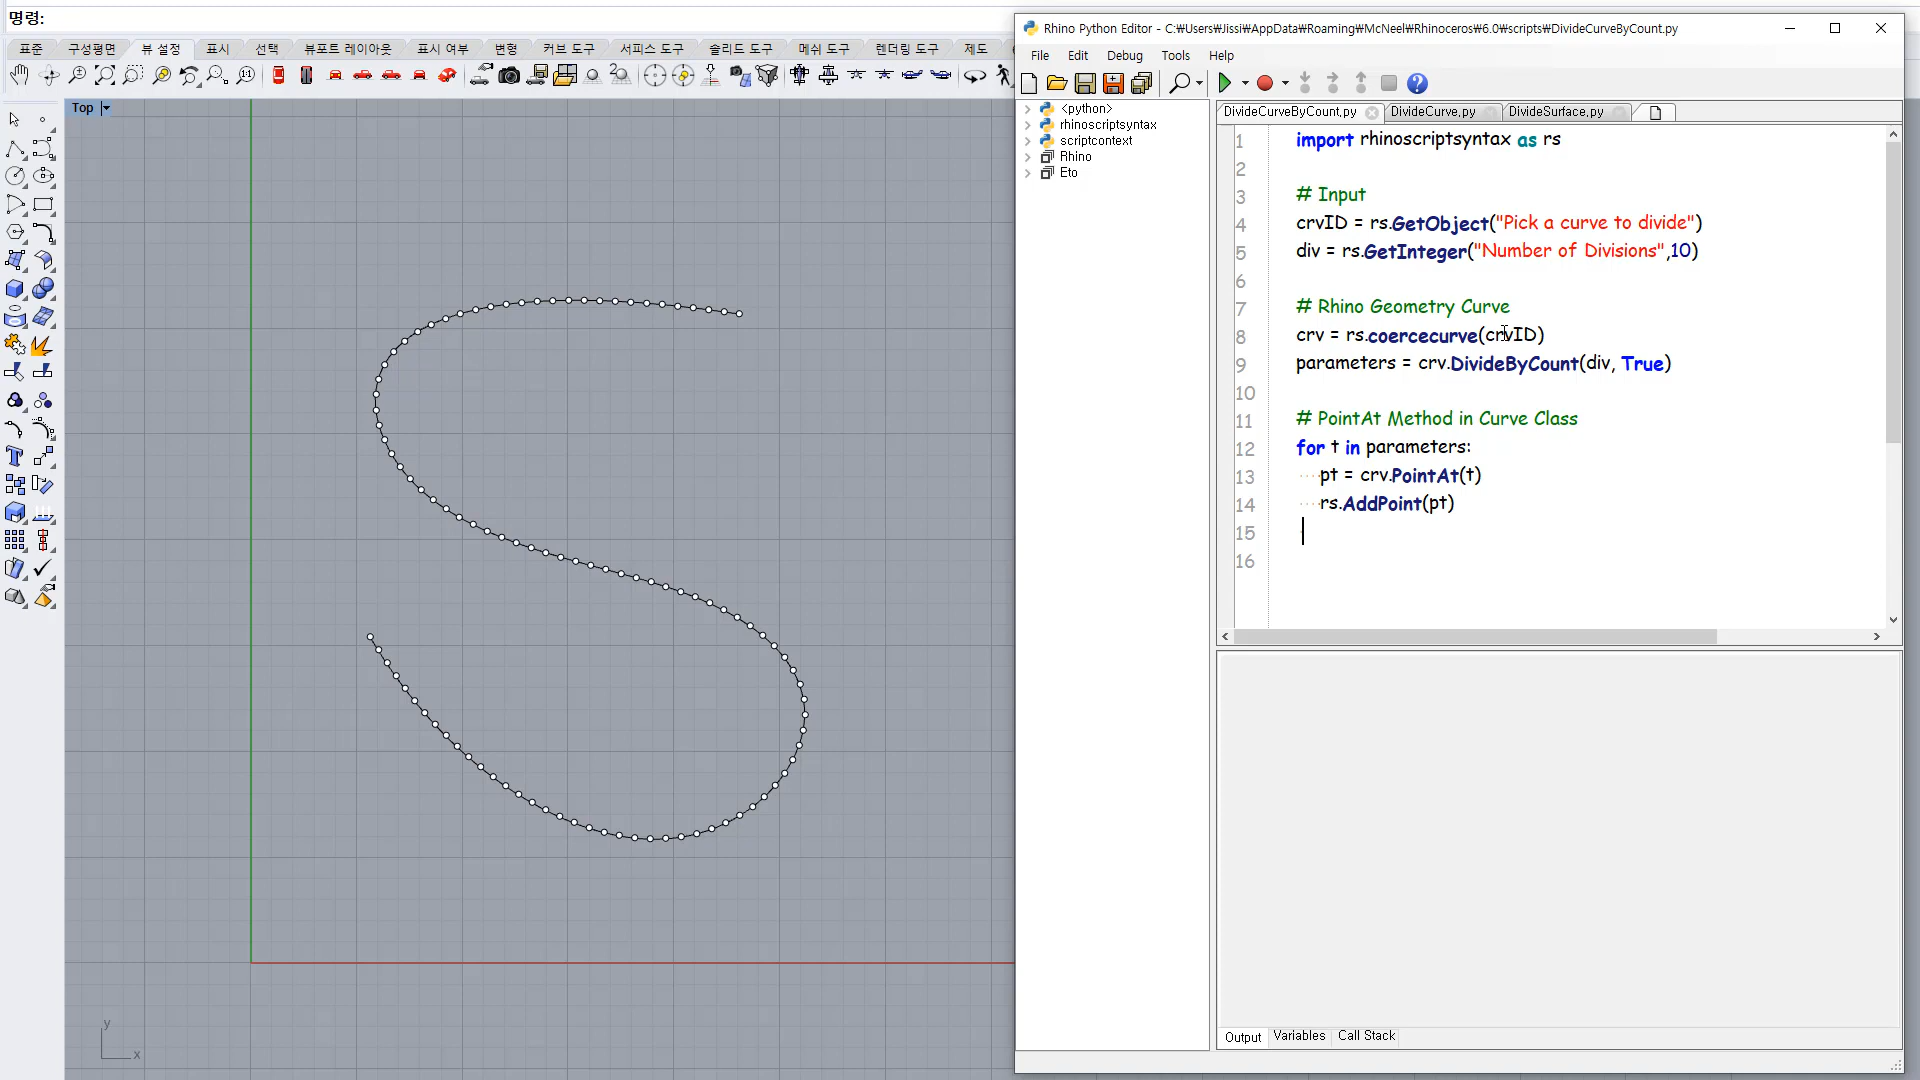 명령:
표준 구성평면 뷰 설정 표시 선택 뷰포트 레이아웃 표시 여부 변형 커브 도구 서피스 도구 솔리드 도구 메쉬 도구 렌더링 도구 제도
Top
Rhino Python Editor - C:₩Users₩Jissi₩AppData₩Roaming₩McNeel₩Rhinoceros₩6.0₩scripts₩DivideCurveByCount.py
File Edit Debug Tools Help
<python>
rhinoscriptsyntax
scriptcontext
Rhino
Eto
DivideCurveByCount.py DivideCurve.py DivideSurface.py
1 import rhinoscriptsyntax as rs
2
3 # Input
4 crvID = rs.GetObject("Pick a curve to divide")
5 div = rs.GetInteger("Number of Divisions",10)
6
7 # Rhino Geometry Curve
8 crv = rs.coercecurve(crvID)
9 parameters = crv.DivideByCount(div, True)
10
11 # PointAt Method in Curve Class
12 for t in parameters:
13 pt = crv.PointAt(t)
14 rs.AddPoint(pt)
15
16
Output Variables Call Stack
y
x